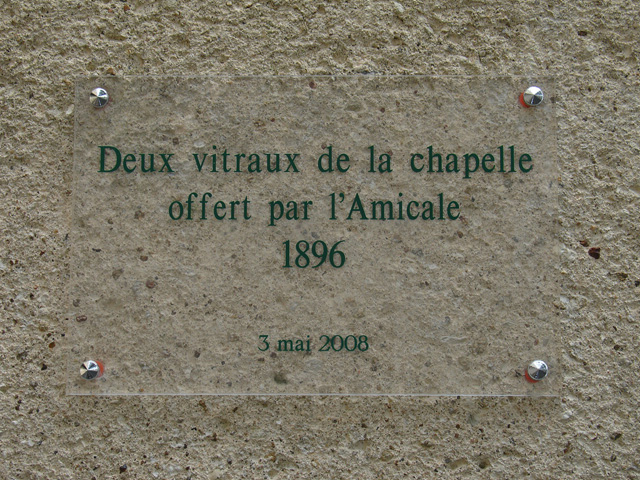 Deux vitraux de la chapelle
offert par l'Amicale
1896
3 mai 2008